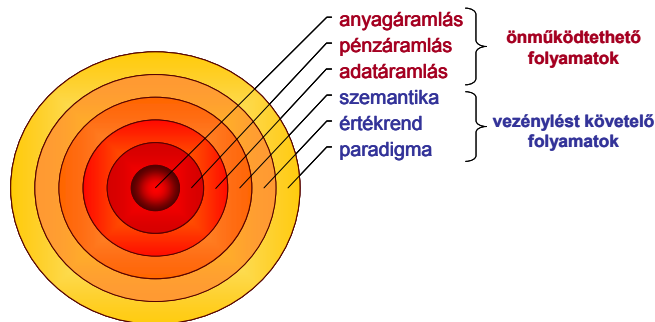 anyagáramlás
pénzáramlás
adatáramlás
szemantika
értékrend
paradigma
önműködtethető
folyamatok
vezénylést követelő
folyamatok